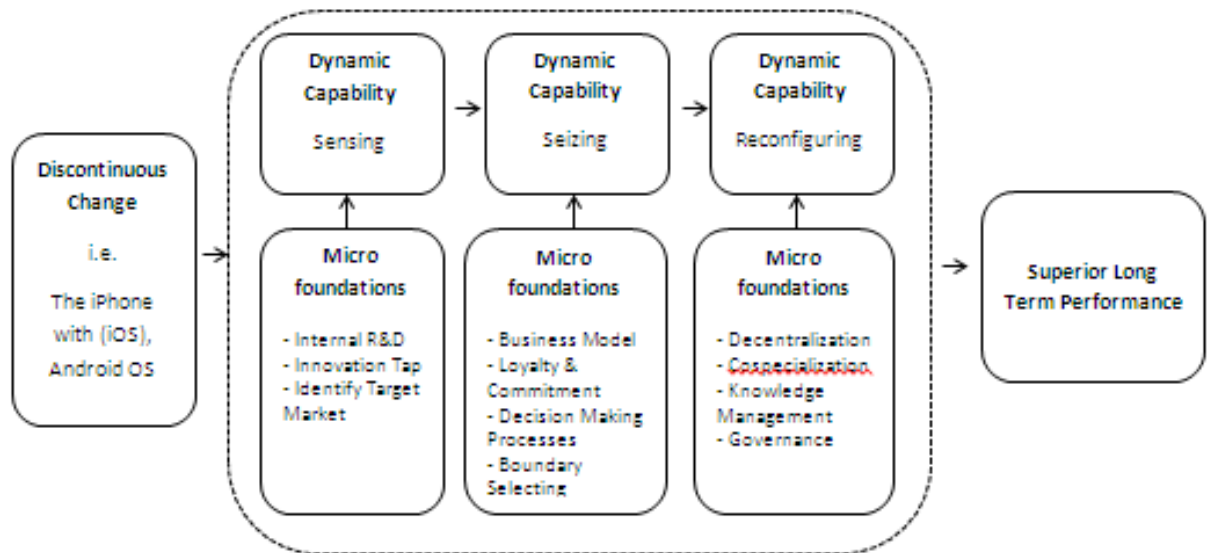 Discontinuous
Change
i.e.
The iPhone
with (iOS),
Android OS
Dynamic
Capability
Sensing
Micro
foundations
- Internal R&D
- Innovation Tap
- Identify Target
Market
Dynamic
Capability
Seizing
Micro
foundations
- Business Model
- Loyalty &
Commitment
- Decision Making
Processes
- Boundary
Selecting
Dynamic
Capability
Reconfiguring
Micro
foundations
- Decentralization
- Cospecialization
- Knowledge
Management
- Governance
Superior Long
Term Performance